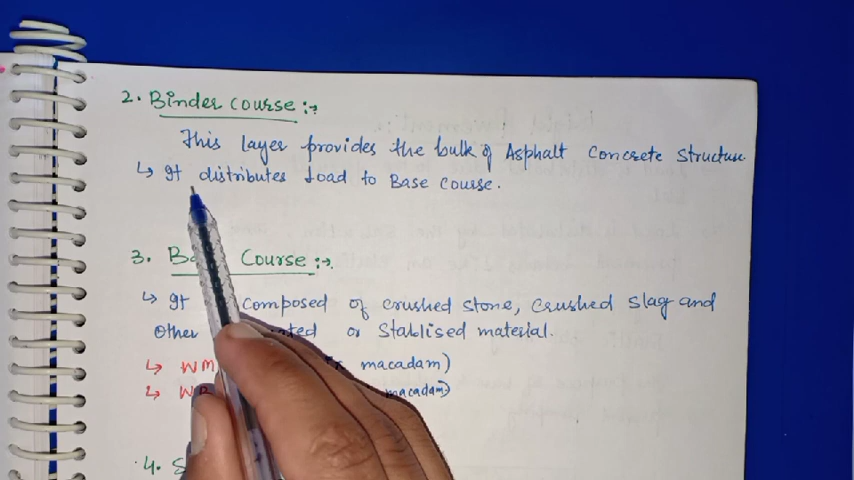 2. Binder course :→
This layer provides the bulk of Asphalt Concrete Structure.
↳ It distributes load to Base Course.
3. Course :→
↳ It composed of crushed stone, crushed slag and
other or Stablised material.
↳ WM macadam)
↳ macadam)
4. S